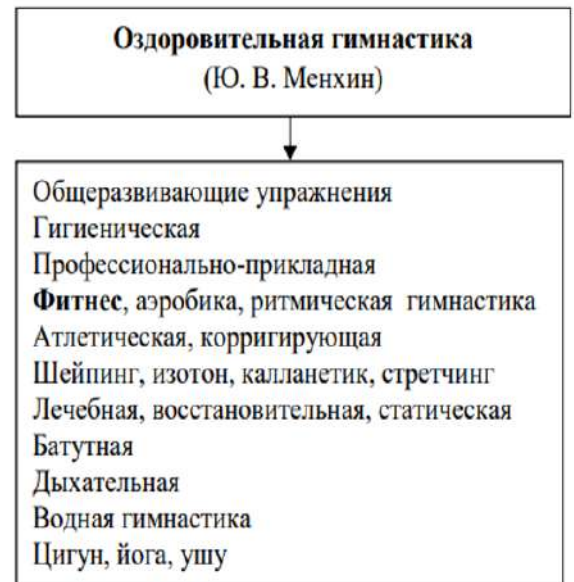 Оздоровительная гимнастика
(Ю. В. Менхин)
Общеразвивающие упражнения
Гигиеническая
Профессионально-прикладная
Фитнес, аэробика, ритмическая гимнастика
Атлетическая, корригирующая
Шейпинг, изотон, калланетик, стретчинг
Лечебная, восстановительная, статическая
Батутная
Дыхательная
Водная гимнастика
Цигун, йога, ушу